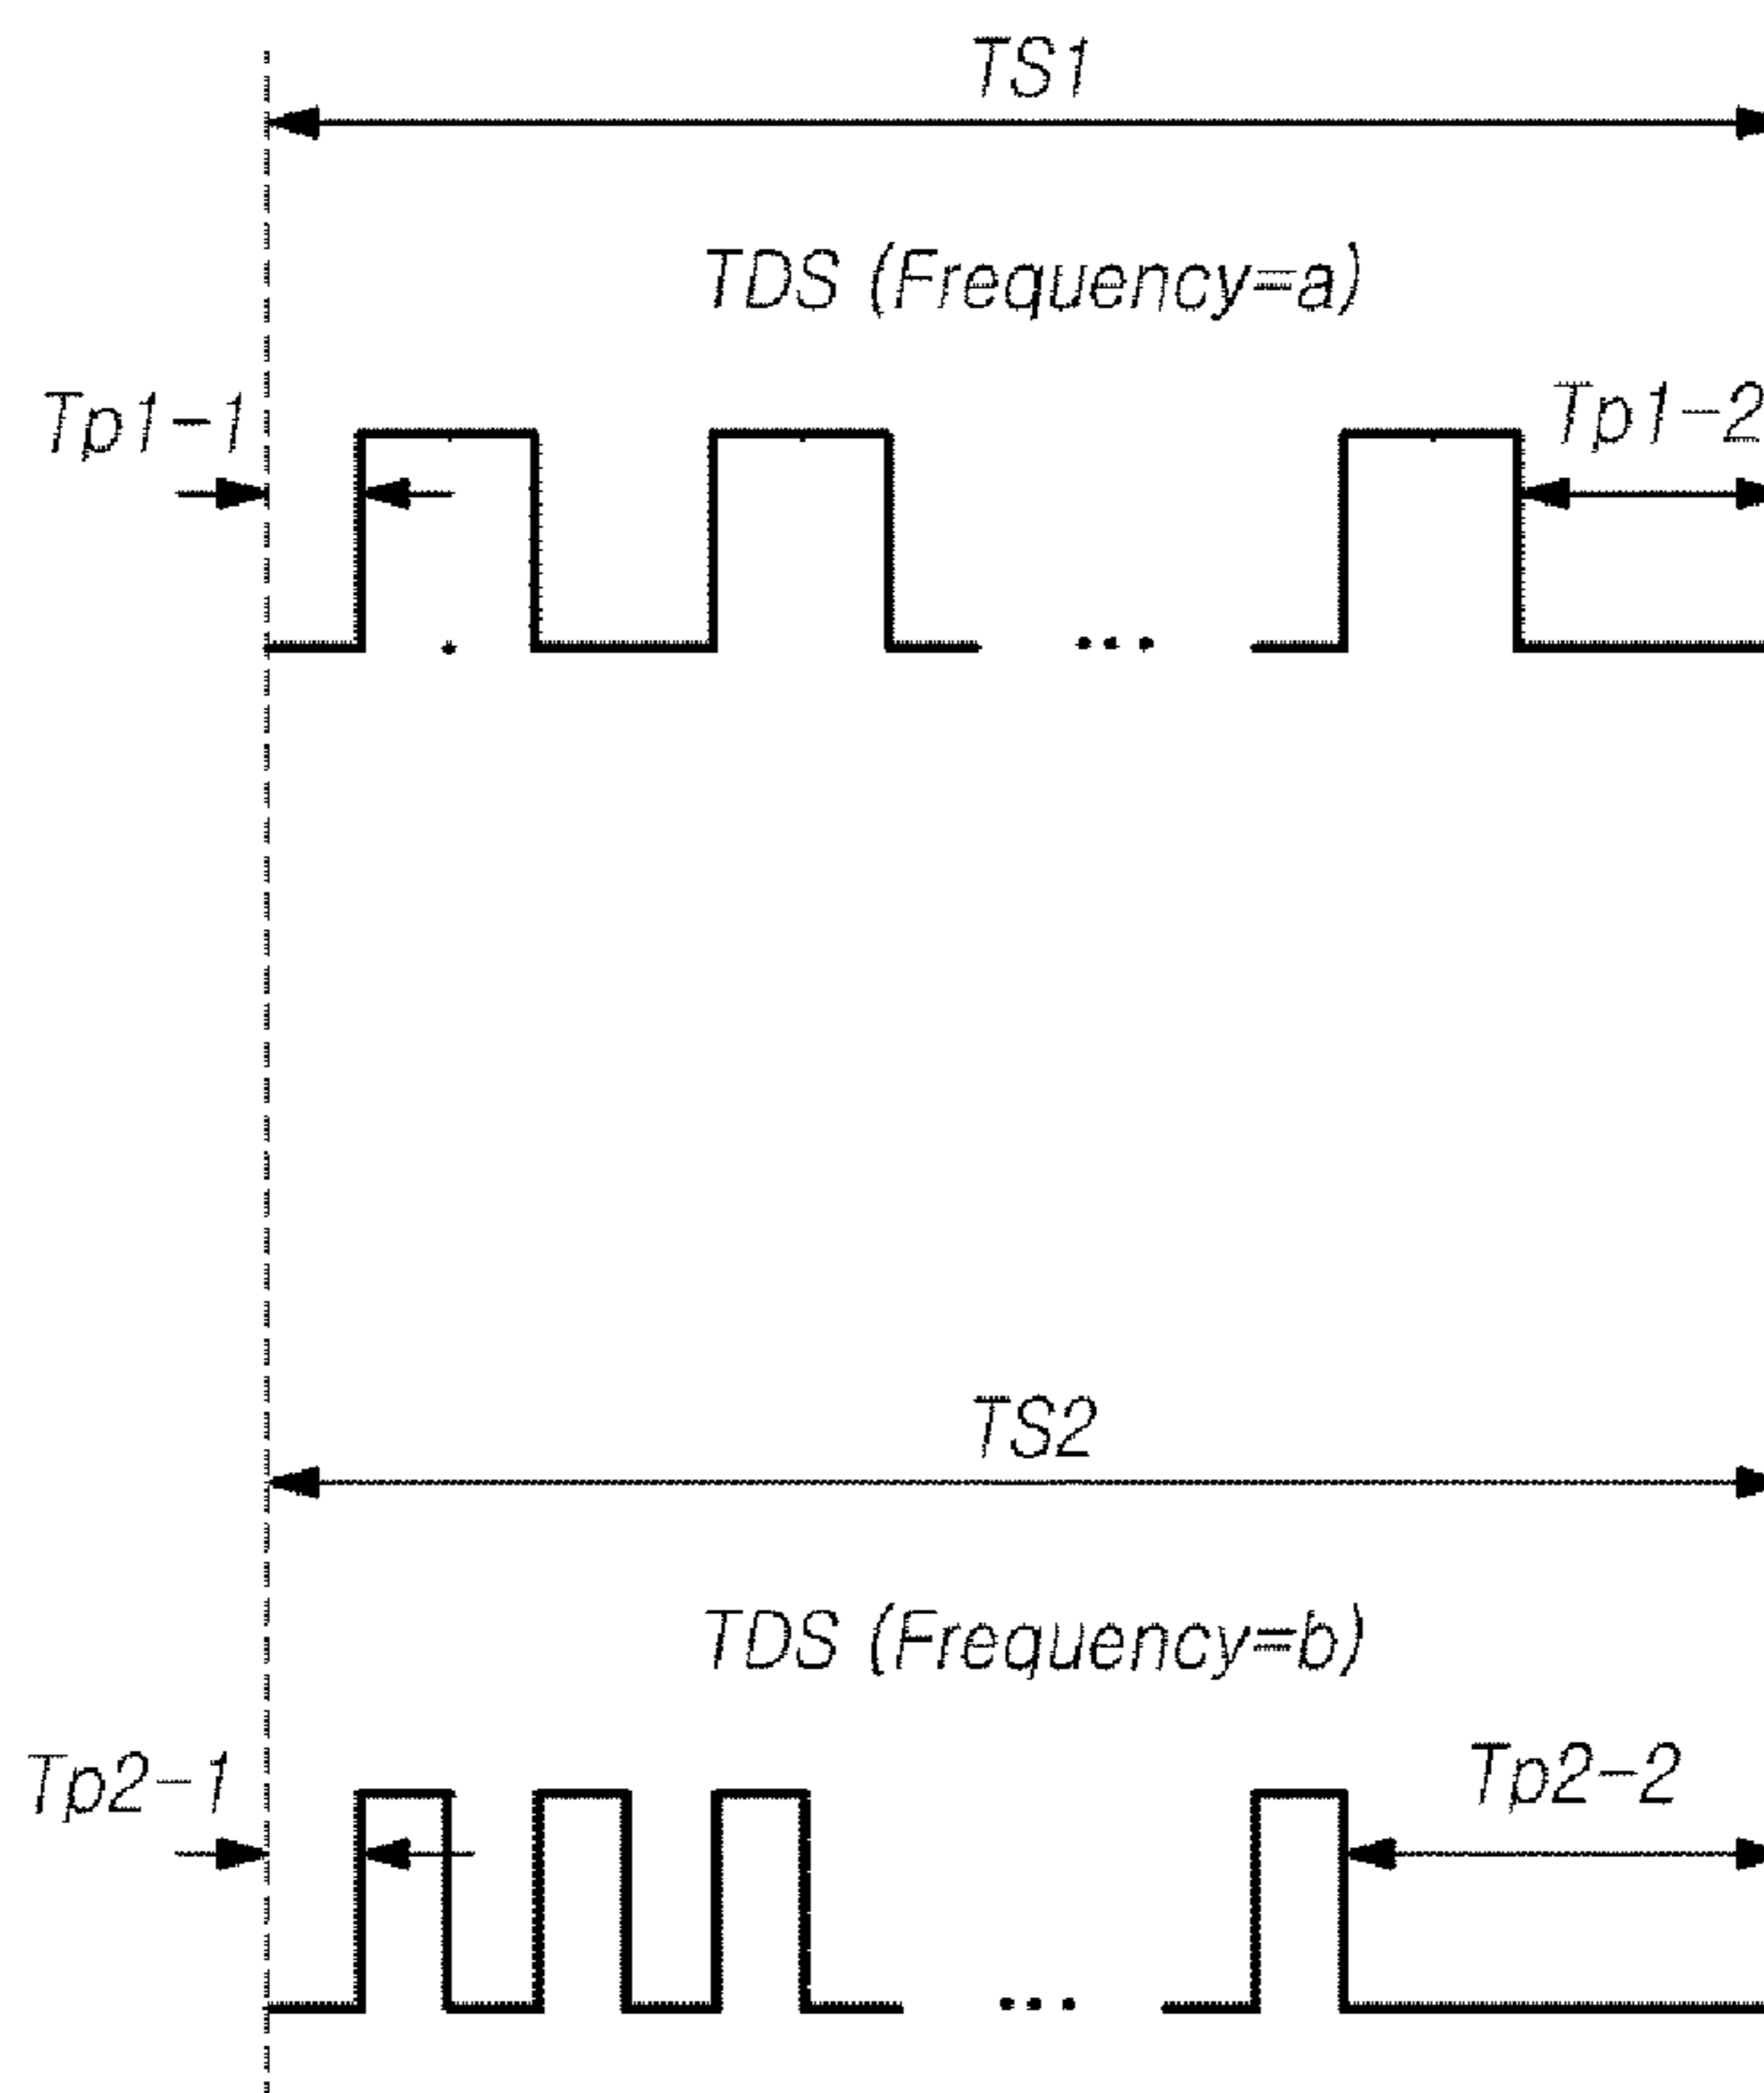 TS1
TDS (Frequency=a)
Tp1-1
Tp1-2
...
TS2
TDS (Frequency=b)
Tp2-1
Tp2-2
...